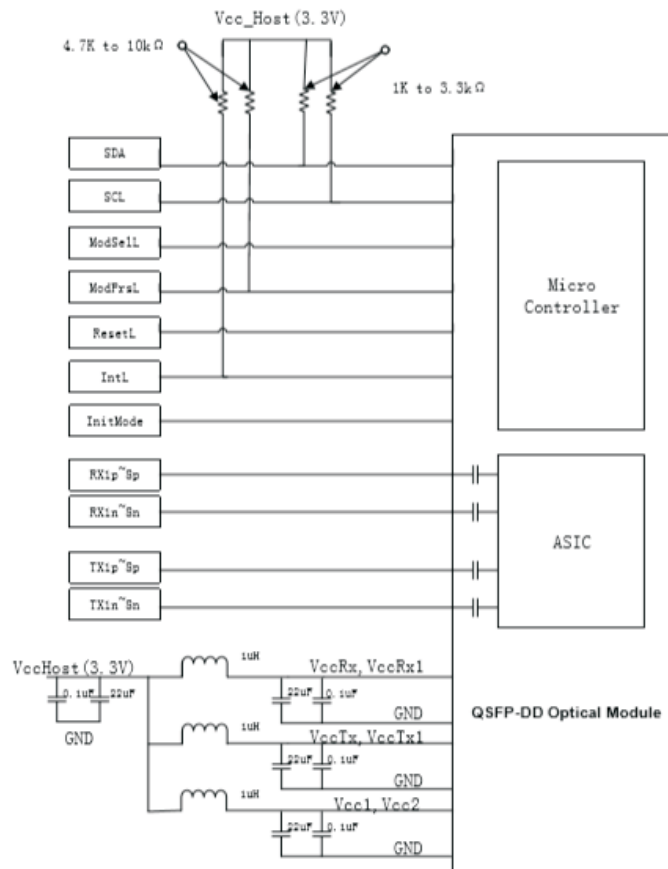 Vcc_Host(3.3V)
4.7K to 10kΩ
1K to 3.3kΩ
SDA
SCL
ModSelL
ModPrsL
ResetL
IntL
InitMode
Micro
Controller
RX1p~8p
RX1n~8n
TX1p~8p
TX1n~8n
ASIC
1uH
VccHost(3.3V)
VccRx, VccRx1
0.1uF 22uF
22uF 0.1uF
GND
GND
QSFP-DD Optical Module
VccTx, VccTx1
1uH
22uF 0.1uF
GND
1uH
Vcc1, Vcc2
22uF 0.1uF
GND